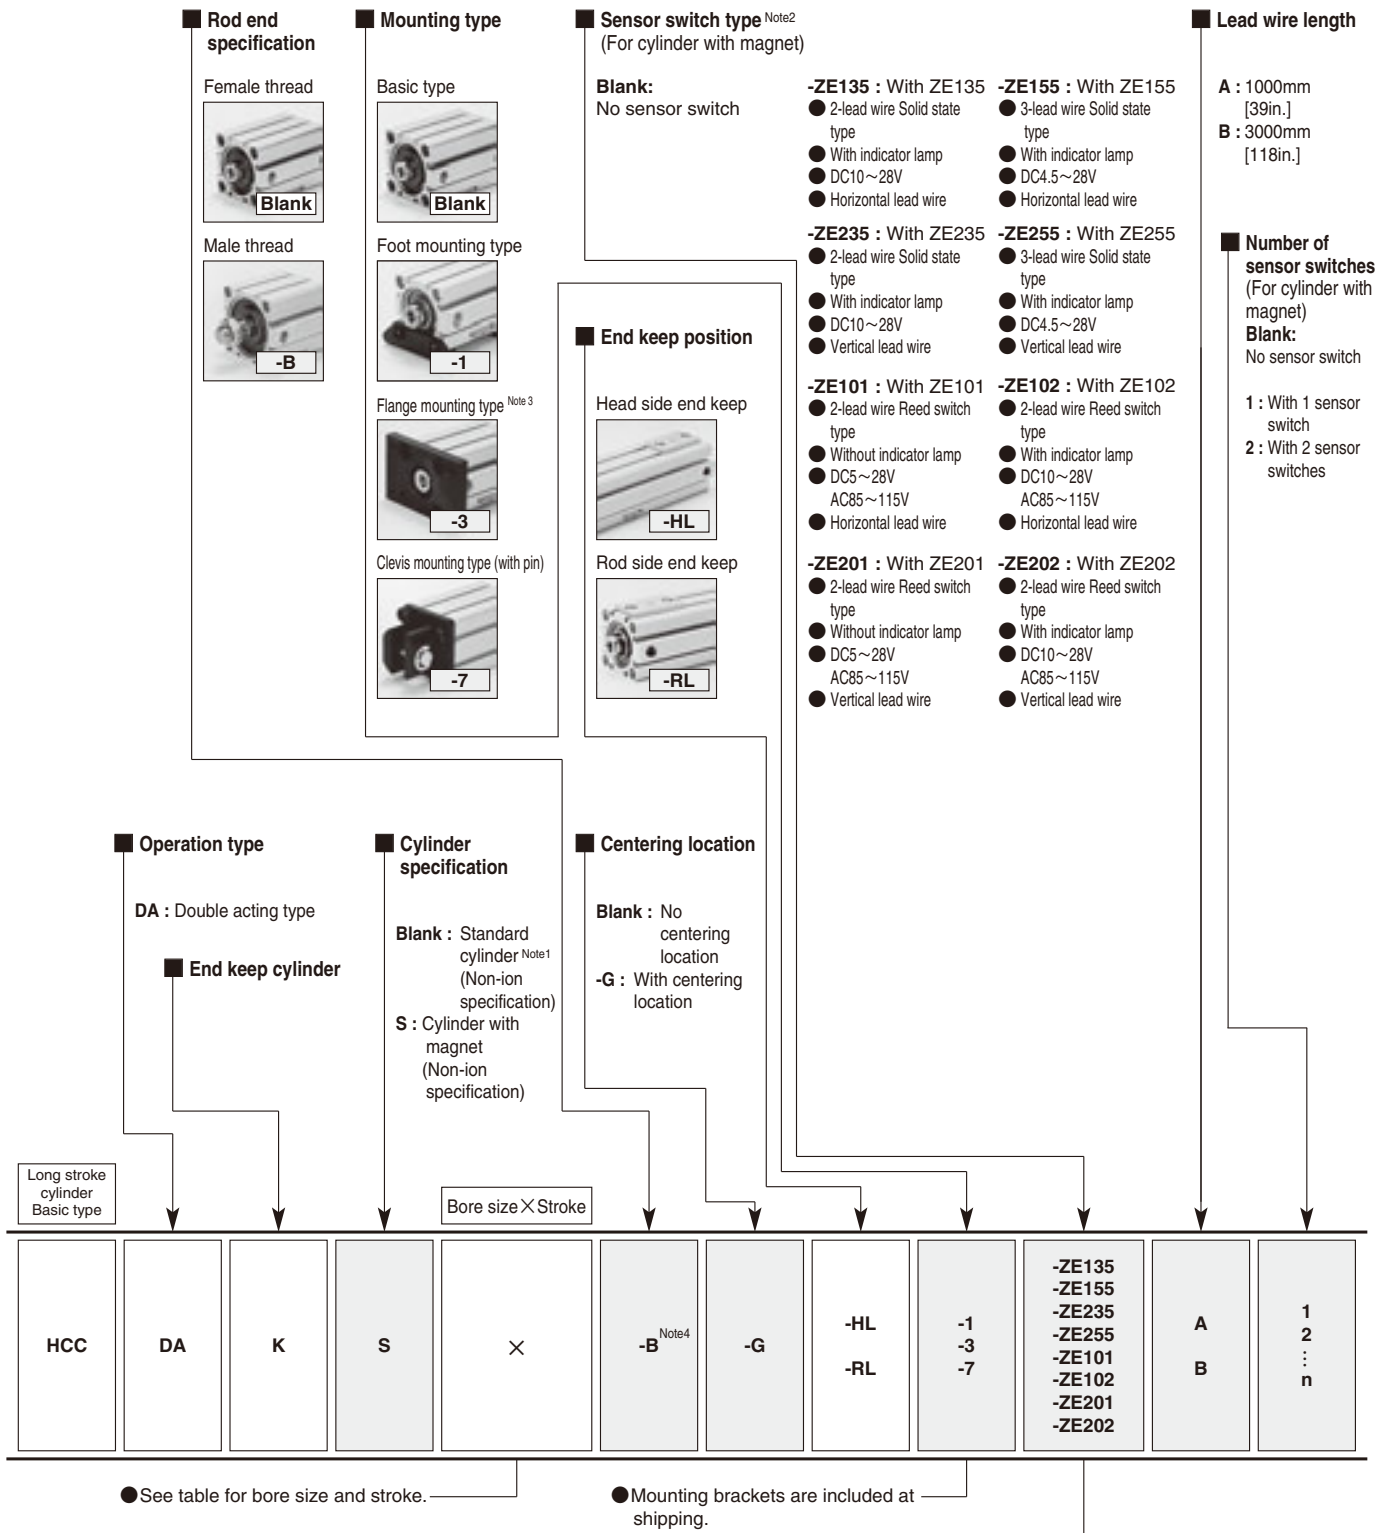 ■ Rod end
specification
Female thread
Blank
Male thread
-B
■ Mounting type
Basic type
Blank
Foot mounting type
-1
Flange mounting type Note 3
-3
Clevis mounting type (with pin)
-7
■ Sensor switch type Note2
(For cylinder with magnet)
Blank:
No sensor switch
■ End keep position
Head side end keep
-HL
Rod side end keep
-RL
-ZE135 : With ZE135
● 2-lead wire Solid state
type
● With indicator lamp
● DC10～28V
● Horizontal lead wire
-ZE155 : With ZE155
● 3-lead wire Solid state
type
● With indicator lamp
● DC4.5～28V
● Horizontal lead wire
-ZE235 : With ZE235
● 2-lead wire Solid state
type
● With indicator lamp
● DC10～28V
● Vertical lead wire
-ZE255 : With ZE255
● 3-lead wire Solid state
type
● With indicator lamp
● DC4.5～28V
● Vertical lead wire
-ZE101 : With ZE101
● 2-lead wire Reed switch
type
● Without indicator lamp
● DC5～28V
AC85～115V
● Horizontal lead wire
-ZE102 : With ZE102
● 2-lead wire Reed switch
type
● With indicator lamp
● DC10～28V
AC85～115V
● Horizontal lead wire
-ZE201 : With ZE201
● 2-lead wire Reed switch
type
● Without indicator lamp
● DC5～28V
AC85～115V
● Vertical lead wire
-ZE202 : With ZE202
● 2-lead wire Reed switch
type
● With indicator lamp
● DC10～28V
AC85～115V
● Vertical lead wire
■ Lead wire length
A : 1000mm
[39in.]
B : 3000mm
[118in.]
■ Number of
sensor switches
(For cylinder with
magnet)
Blank:
No sensor switch
1 : With 1 sensor
switch
2 : With 2 sensor
switches
■ Operation type
DA : Double acting type
■ End keep cylinder
■ Cylinder
specification
Blank : Standard
cylinder Note1
(Non-ion
specification)
S : Cylinder with
magnet
(Non-ion
specification)
■ Centering location
Blank : No
centering
location
-G : With centering
location
Long stroke
cylinder
Basic type
Bore size×Stroke
HCC
DA
K
S
×
-B Note4
-G
-HL
-RL
-1
-3
-7
-ZE135
-ZE155
-ZE235
-ZE255
-ZE101
-ZE102
-ZE201
-ZE202
A
B
1
2
⋮
n
●See table for bore size and stroke.
●Mounting brackets are included at
shipping.